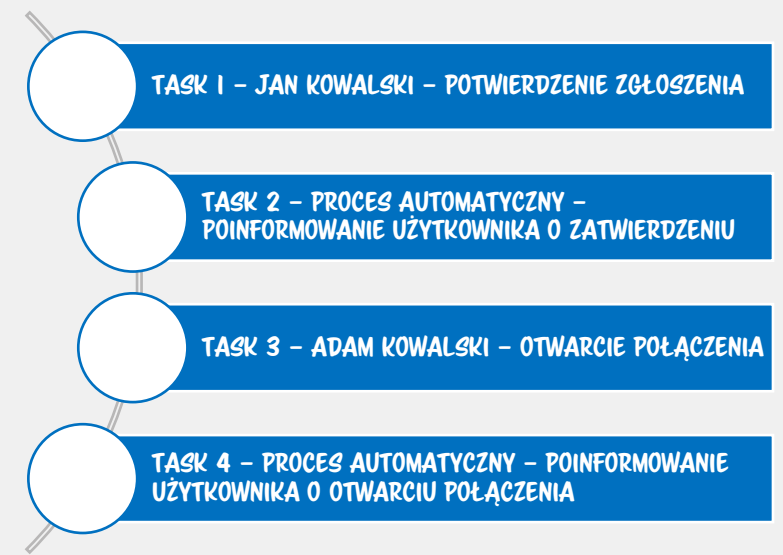 TASK 1 – JAN KOWALSKI – POTWIERDZENIE ZGŁOSZENIA
TASK 2 – PROCES AUTOMATYCZNY –
POINFORMOWANIE UŻYTKOWNIKA O ZATWIERDZENIU
TASK 3 – ADAM KOWALSKI – OTWARCIE POŁĄCZENIA
TASK 4 – PROCES AUTOMATYCZNY – POINFORMOWANIE
UŻYTKOWNIKA O OTWARCIU POŁĄCZENIA